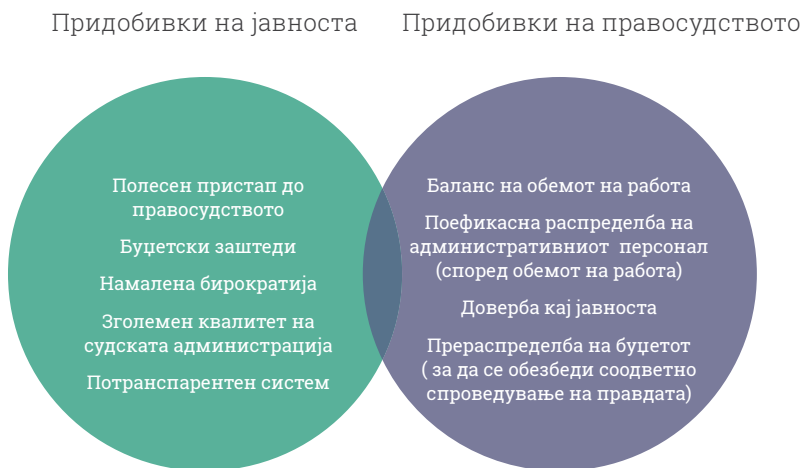 Придобивки на јавноста
Придобивки на правосудството
Полесен пристап до
правосудството
Буџетски заштеди
Намалена бирократија
Зголемен квалитет на
судската администрација
Потранспарентен систем
Баланс на обемот на работа
Поефикасна распределба на
административниот персонал
(според обемот на работа)
Доверба кај јавноста
Прераспределба на буџетот
( за да се обезбеди соодветно
спроведување на правдата)